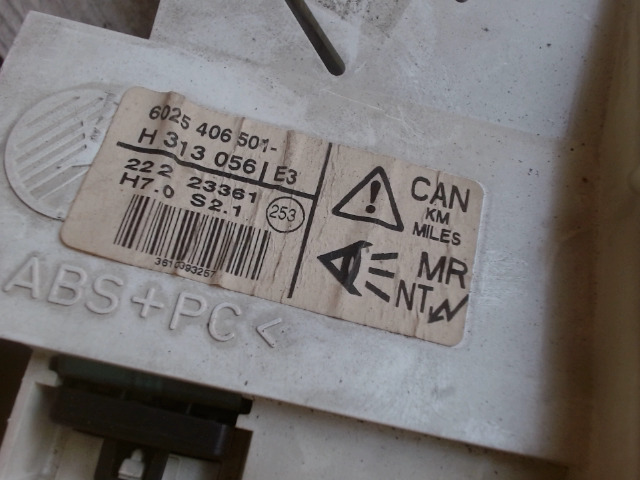 6025 406 501-
H 313 056 E3
222 23361
H7.0 S2.1
253
3610393257
CAN
KM
MILES
MR
NT
ABS+PC<